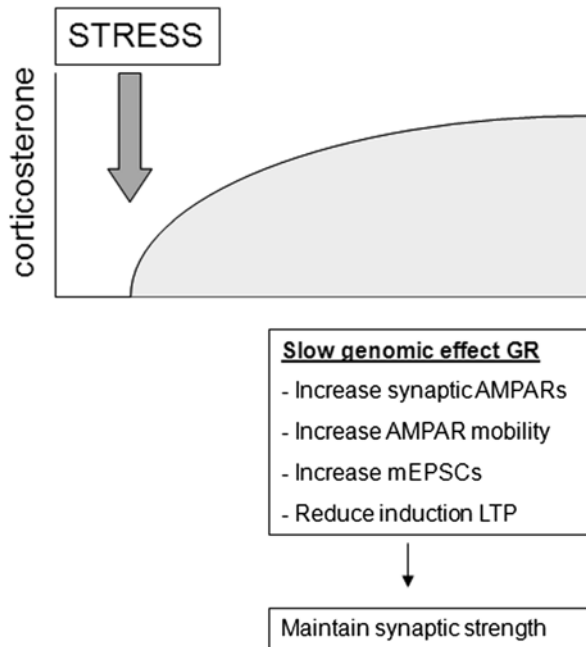 STRESS
corticosterone
Slow genomic effect GR
- Increase synaptic AMPARs
- Increase AMPAR mobility
- Increase mEPSCs
- Reduce induction LTP
Maintain synaptic strength